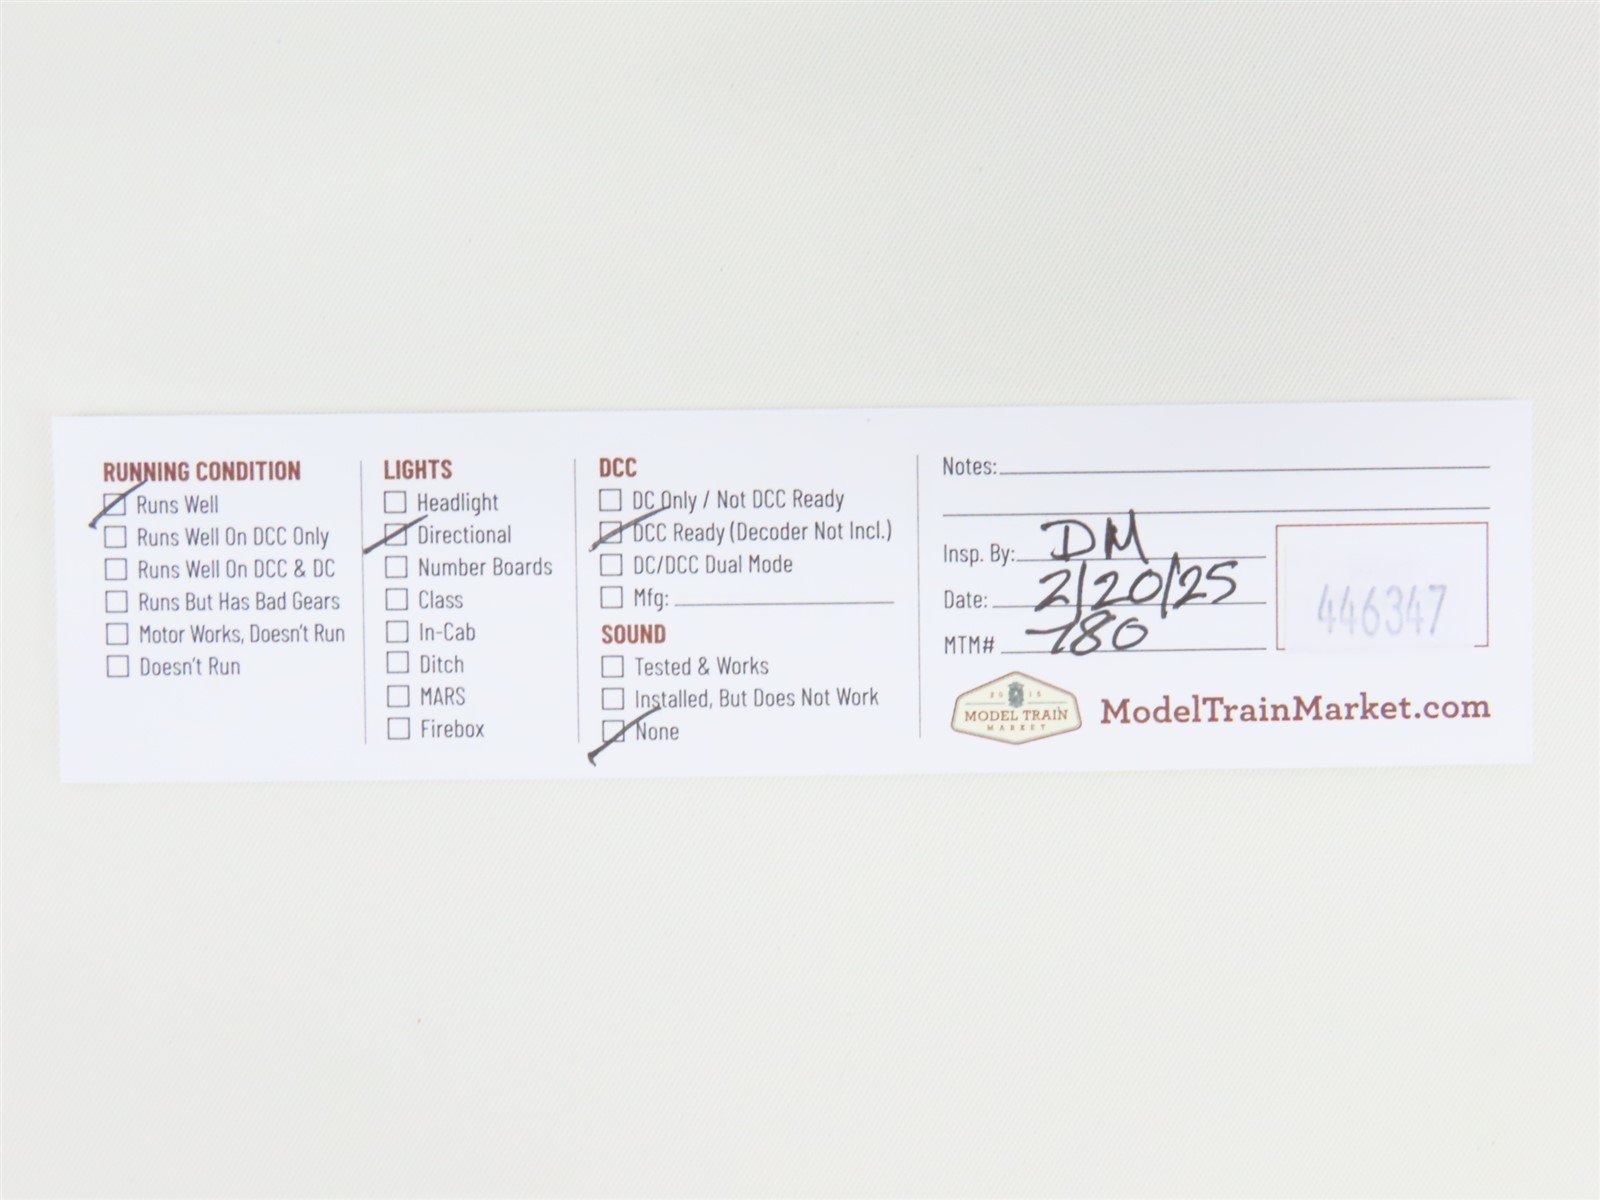 RUNNING CONDITION
Runs Well
Runs Well On DCC Only
Runs Well On DCC & DC
Runs But Has Bad Gears
Motor Works, Doesn't Run
Doesn't Run
LIGHTS
Headlight
Directional
Number Boards
Class
In-Cab
Ditch
MARS
Firebox
DCC
DC Only / Not DCC Ready
DCC Ready (Decoder Not Incl.)
DC/DCC Dual Mode
Mfg:
SOUND
Tested & Works
Installed, But Does Not Work
None
Notes:
Insp. By: DM
Date: 2/20/25
MTM# 780
446347
2015
MODEL TRAIN
MARKET
ModelTrainMarket.com